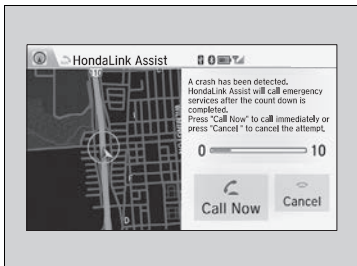 HondaLink Assist
A crash has been detected.
HondaLink Assist will call emergency
services after the count down is
completed.
Press "Call Now" to call immediately or
press "Cancel" to cancel the attempt.
0 10
Call Now
Cancel